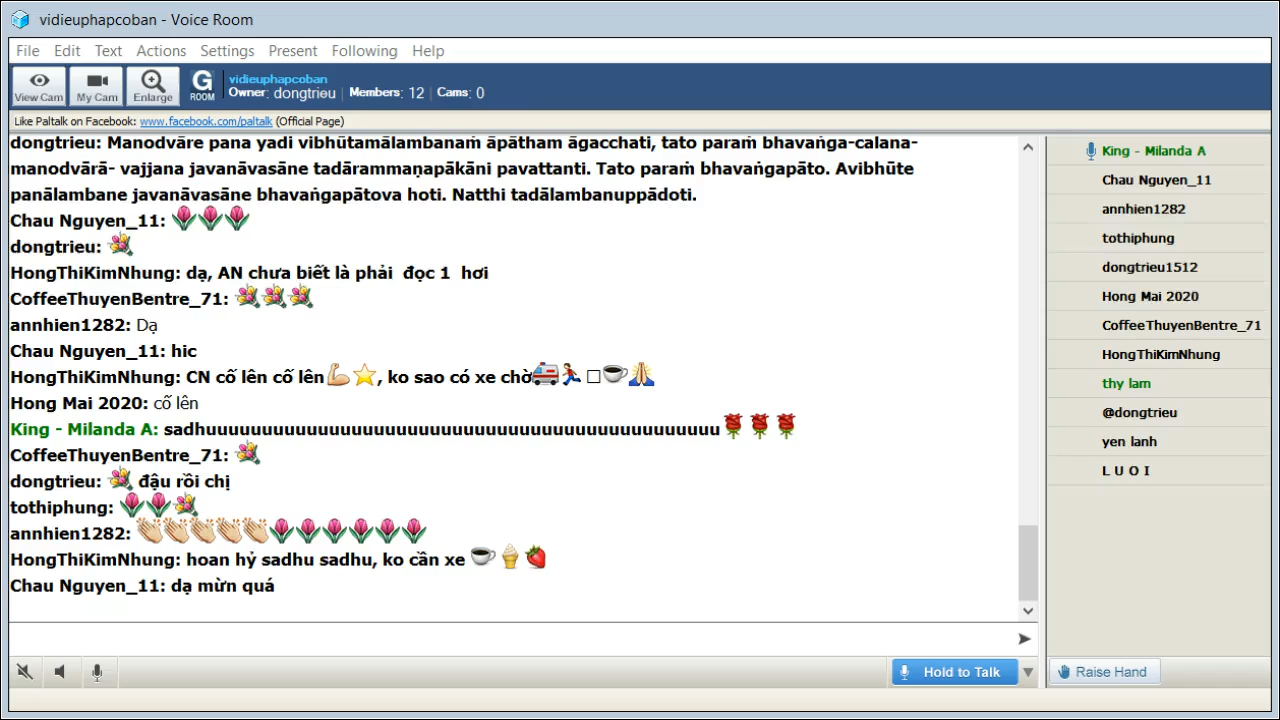 vidieuphapcoban - Voice Room
File Edit Text Actions Settings Present Following Help
View Cam My Cam Enlarge G ROOM vidieuphapcoban
Owner: dongtrieu | Members: 12 | Cams: 0
Like Paltalk on Facebook: www.facebook.com/paltalk (Official Page)
dongtrieu: Manodvāre pana yadi vibhūtamālambanaṁ āpātham āgacchati, tato paraṁ bhavaṅga-calana-
manodvārā- vajjana javanāvasāne tadārammaṇapākāni pavattanti. Tato paraṁ bhavaṅgapāto. Avibhūte
panālambane javanāvasāne bhavaṅgapātova hoti. Natthi tadālambanuppādoti.
Chau Nguyen_11: 🌷🌷🌷
dongtrieu: 💐
HongThiKimNhung: dạ, AN chưa biết là phải đọc 1 hơi
CoffeeThuyenBentre_71: 💐💐💐
annhien1282: Dạ
Chau Nguyen_11: hic
HongThiKimNhung: CN cố lên cố lên💪⭐, ko sao có xe chờ🚑🏃 □☕🙏
Hong Mai 2020: cố lên
King - Milanda A: sadhuuuuuuuuuuuuuuuuuuuuuuuuuuuuuuuuuuuuuuuuuuuuuu🌹🌹🌹
CoffeeThuyenBentre_71: 💐
dongtrieu: 💐 đậu rồi chị
tothiphung: 🌷🌷💐
annhien1282: 👏👏👏👏👏🌷🌷🌷🌷🌷🌷
HongThiKimNhung: hoan hỷ sadhu sadhu, ko cần xe ☕🍦🍓
Chau Nguyen_11: dạ mừn quá
King - Milanda A
Chau Nguyen_11
annhien1282
tothiphung
dongtrieu1512
Hong Mai 2020
CoffeeThuyenBentre_71
HongThiKimNhung
thy lam
@dongtrieu
yen lanh
L U O I
Hold to Talk
Raise Hand